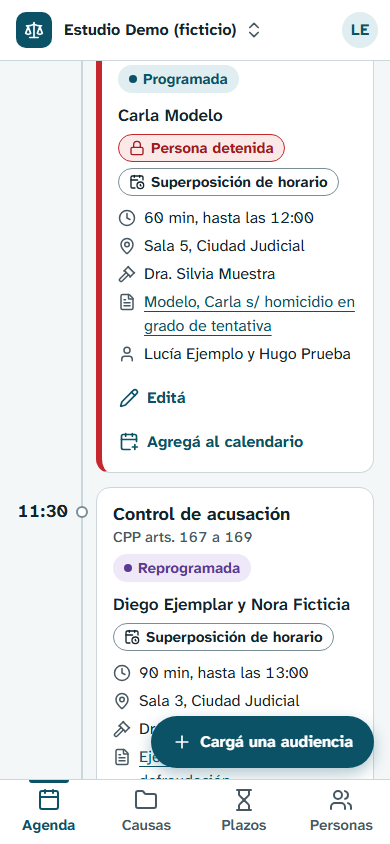 Estudio Demo (ficticio)
LE
Programada
Carla Modelo
Persona detenida
Superposición de horario
60 min, hasta las 12:00
Sala 5, Ciudad Judicial
Dra. Silvia Muestra
Modelo, Carla s/ homicidio en
grado de tentativa
Lucía Ejemplo y Hugo Prueba
Editá
Agregá al calendario
11:30
Control de acusación
CPP arts. 167 a 169
Reprogramada
Diego Ejemplar y Nora Ficticia
Superposición de horario
90 min, hasta las 13:00
Sala 3, Ciudad Judicial
Cargá una audiencia
Agenda
Causas
Plazos
Personas